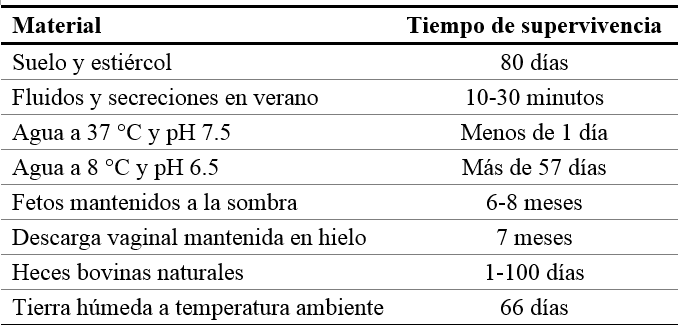 Material Tiempo de supervivencia
Suelo y estiércol 80 días
Fluidos y secreciones en verano 10-30 minutos
Agua a 37 °C y pH 7.5 Menos de 1 día
Agua a 8 °C y pH 6.5 Más de 57 días
Fetos mantenidos a la sombra 6-8 meses
Descarga vaginal mantenida en hielo 7 meses
Heces bovinas naturales 1-100 días
Tierra húmeda a temperatura ambiente 66 días